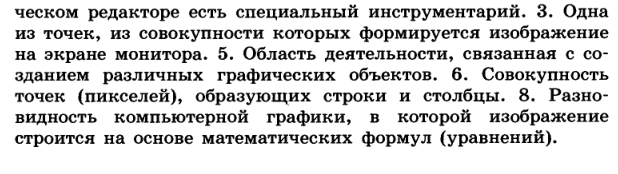 ческом редакторе есть специальный инструментарий. 3. Одна
из точек, из совокупности которых формируется изображение
на экране монитора. 5. Область деятельности, связанная с со-
зданием различных графических объектов. 6. Совокупность
точек (пикселей), образующих строки и столбцы. 8. Разно-
видность компьютерной графики, в которой изображение
строится на основе математических формул (уравнений).